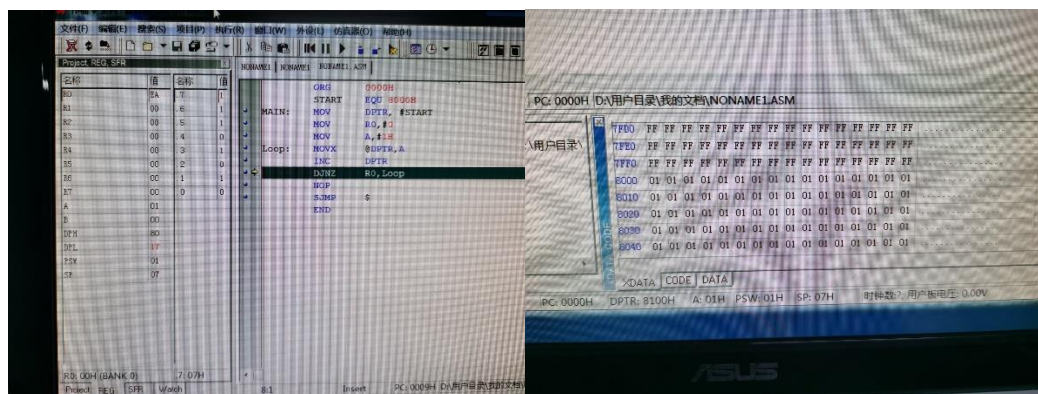 文件(F) 编辑(E) 搜索(S) 项目(P) 执行(R) 窗口(W) 外设(L) 仿真器(O) 帮助(H)
Project, REG, SFR
NONAME1 NONAME1 NONAME1.ASM
名称 值 名称 值
R0 EA .7 1
R1 00 .6 1
R2 00 .5 1
R3 00 .4 0
R4 00 .3 1
R5 00 .2 0
R6 00 .1 1
R7 00 .0 0
A 01
B 00
DPH 80
DPL 17
PSW 01
SP 07
ORG 0000H
START EQU 8000H
MAIN: MOV DPTR, #START
MOV R0,#0
MOV A,#1H
Loop: MOVX @DPTR,A
INC DPTR
DJNZ R0,Loop
NOP
SJMP $
END
R0: 00H (BANK 0) .7: 07H
Project REG SFR Watch
8:1 Insert PC: 0009H D:\用户目录\我的文档\
PC: 0000H D:\用户目录\我的文档\NONAME1.ASM
\用户目录\
7FD0 FF FF FF FF FF FF FF FF FF FF FF FF FF FF FF FF
7FE0 FF FF FF FF FF FF FF FF FF FF FF FF FF FF FF FF
7FF0 FF FF FF FF FF FF FF FF FF FF FF FF FF FF FF FF
8000 01 01 01 01 01 01 01 01 01 01 01 01 01 01 01 01
8010 01 01 01 01 01 01 01 01 01 01 01 01 01 01 01 01
8020 01 01 01 01 01 01 01 01 01 01 01 01 01 01 01 01
8030 01 01 01 01 01 01 01 01 01 01 01 01 01 01 01 01
8040 01 01 01 01 01 01 01 01 01 01 01 01 01 01 01 01
DATA CODE
XDATA CODE DATA
PC: 0000H DPTR: 8100H A: 01H PSW: 01H SP: 07H 时钟数:? 用户板电压: 0.00V
ASUS